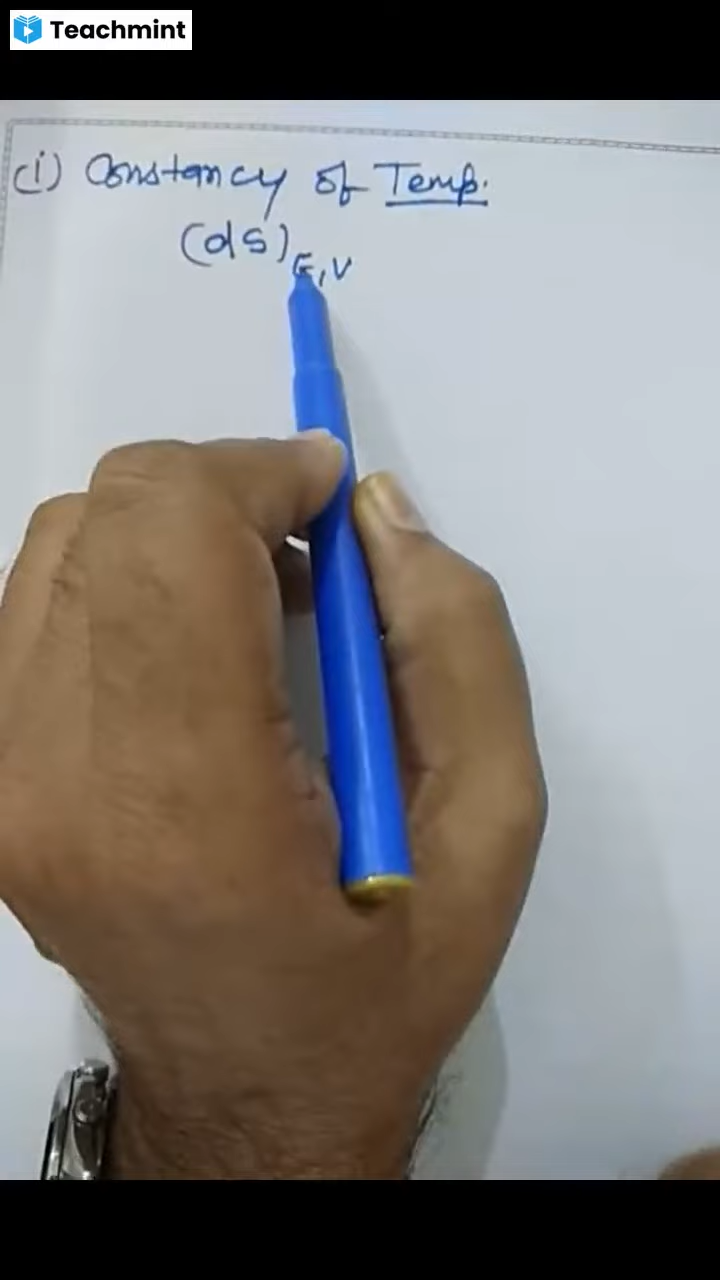 Teachmint
(i) Constancy of Temp.
(ds)E,V